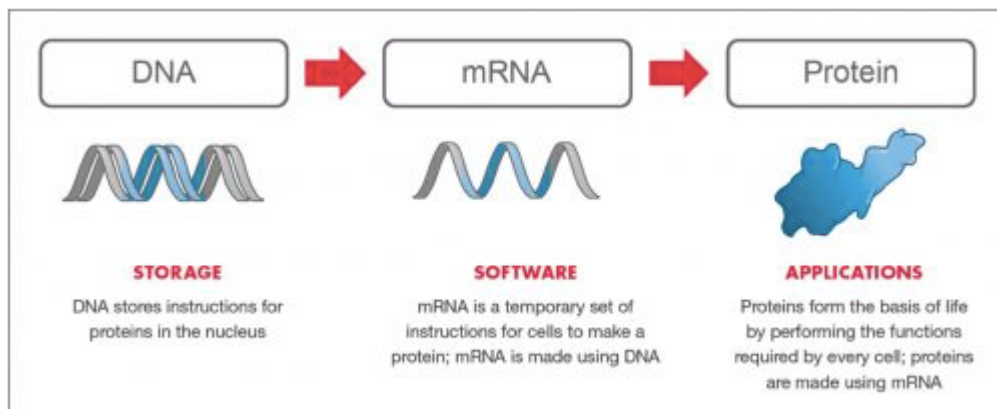 DNA
mRNA
Protein
STORAGE
DNA stores instructions for
proteins in the nucleus
SOFTWARE
mRNA is a temporary set of
instructions for cells to make a
protein; mRNA is made using DNA
APPLICATIONS
Proteins form the basis of life
by performing the functions
required by every cell; proteins
are made using mRNA